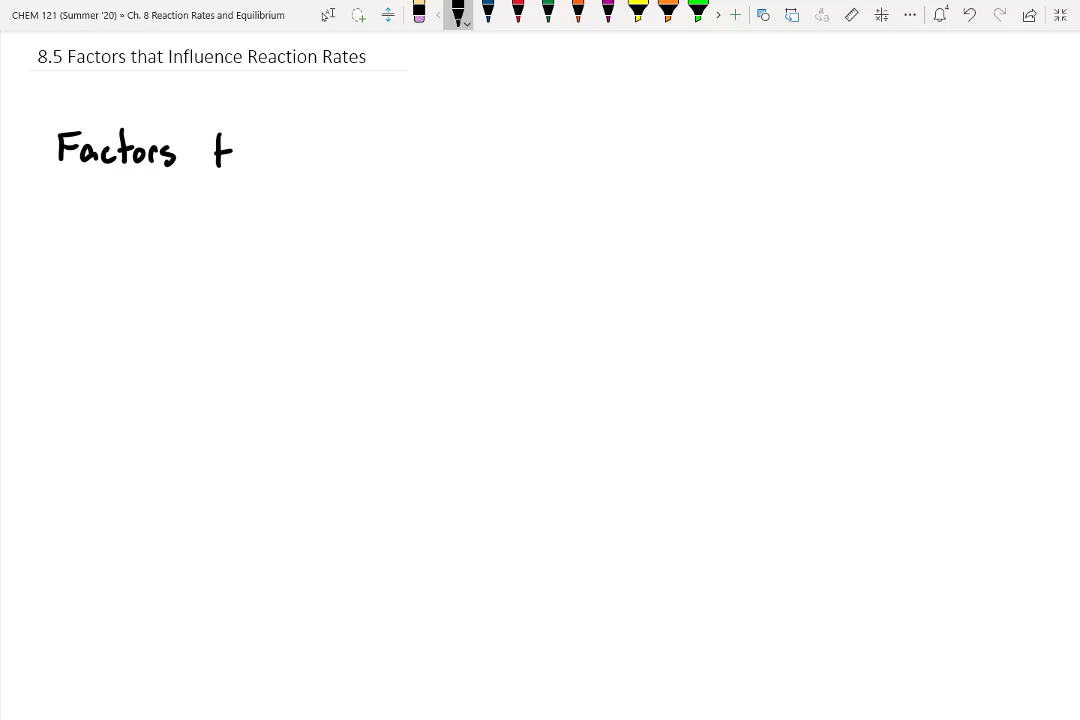 CHEM 121 (Summer '20) » Ch. 8 Reaction Rates and Equilibrium
8.5 Factors that Influence Reaction Rates
Factors t